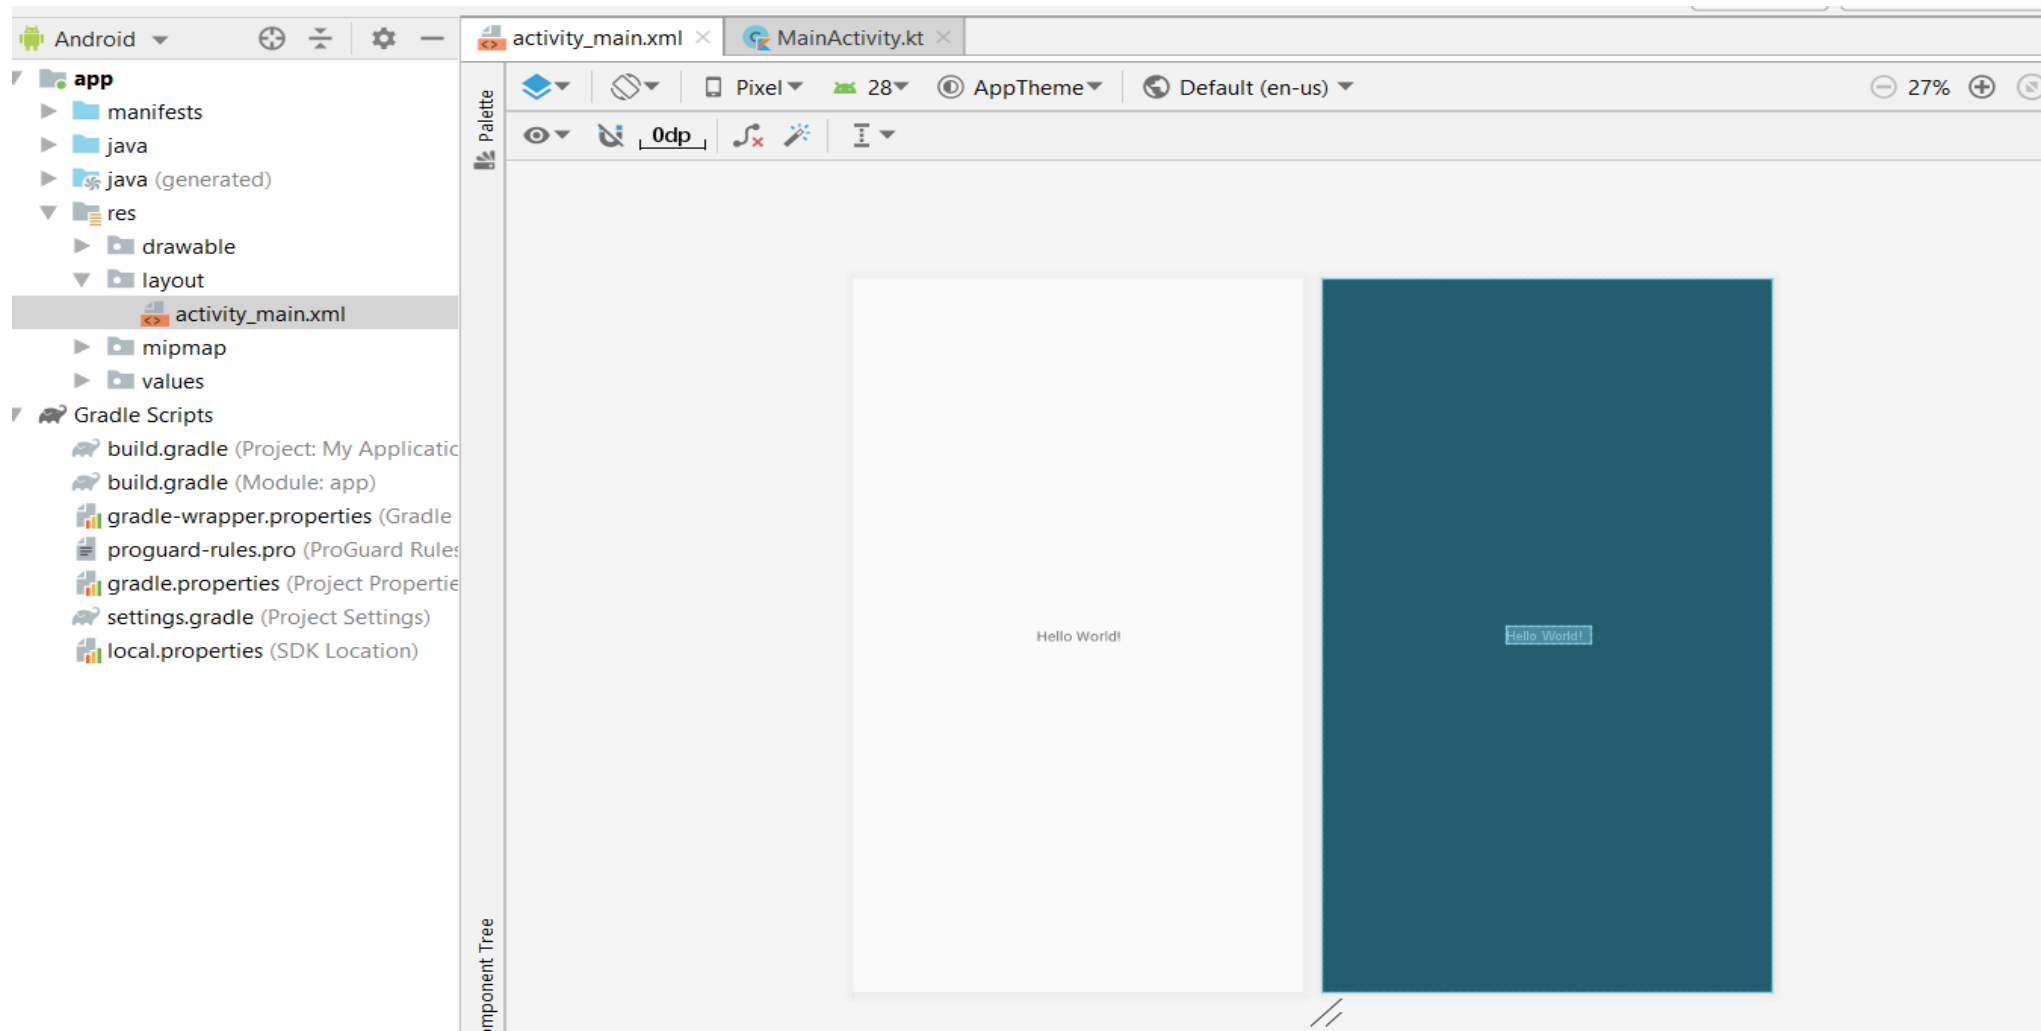 Android
app
manifests
java
java (generated)
res
drawable
layout
activity_main.xml
mipmap
values
Gradle Scripts
build.gradle (Project: My Applicatic
build.gradle (Module: app)
gradle-wrapper.properties (Gradle
proguard-rules.pro (ProGuard Rules
gradle.properties (Project Propertie
settings.gradle (Project Settings)
local.properties (SDK Location)
activity_main.xml MainActivity.kt
Palette
Pixel 28 AppTheme Default (en-us) 27%
0dp
Hello World!
Hello World!
mponent Tree